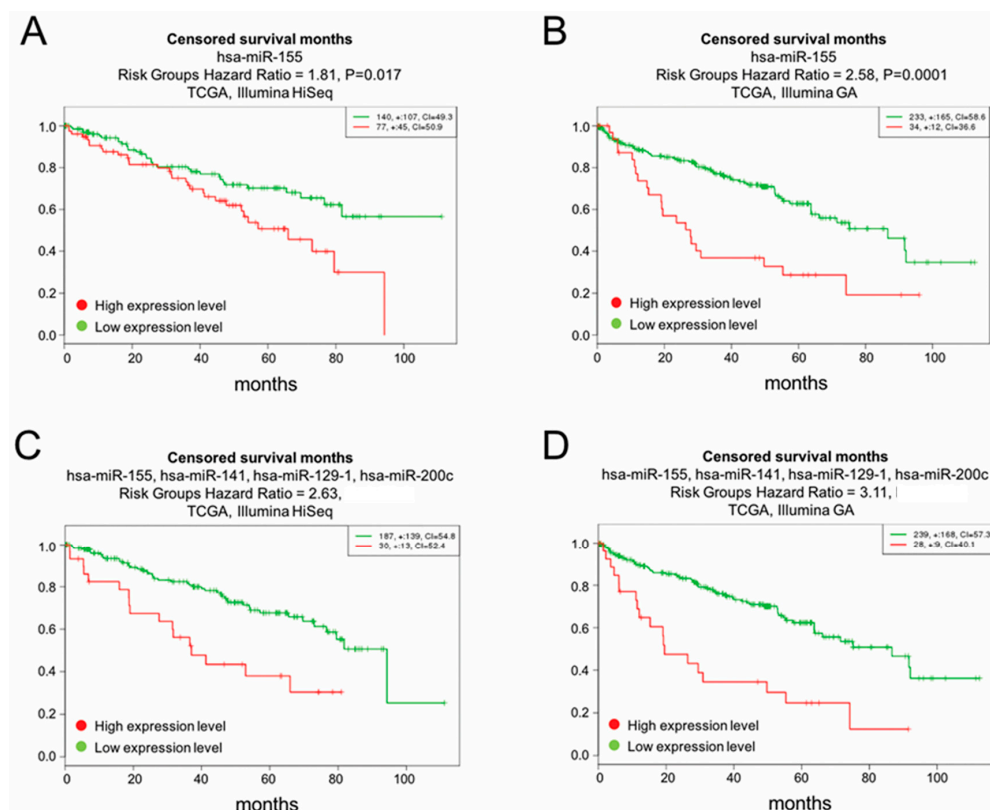 A
Censored survival months
hsa-miR-155
Risk Groups Hazard Ratio = 1.81, P=0.017
TCGA, Illumina HiSeq
140, +:107, CI=49.3
77, +:45, CI=50.9
1.0
0.8
0.6
0.4
0.2
0.0
High expression level
Low expression level
0 20 40 60 80 100
months
B
Censored survival months
hsa-miR-155
Risk Groups Hazard Ratio = 2.58, P=0.0001
TCGA, Illumina GA
233, +:165, CI=58.6
34, +:12, CI=36.6
1.0
0.8
0.6
0.4
0.2
0.0
High expression level
Low expression level
0 20 40 60 80 100
months
C
Censored survival months
hsa-miR-155, hsa-miR-141, hsa-miR-129-1, hsa-miR-200c
Risk Groups Hazard Ratio = 2.63,
TCGA, Illumina HiSeq
187, +:139, CI=54.8
30, +:13, CI=52.4
1.0
0.8
0.6
0.4
0.2
0.0
High expression level
Low expression level
0 20 40 60 80 100
months
D
Censored survival months
hsa-miR-155, hsa-miR-141, hsa-miR-129-1, hsa-miR-200c
Risk Groups Hazard Ratio = 3.11,
TCGA, Illumina GA
239, +:168, CI=57.3
28, +:9, CI=40.1
1.0
0.8
0.6
0.4
0.2
0.0
High expression level
Low expression level
0 20 40 60 80 100
months